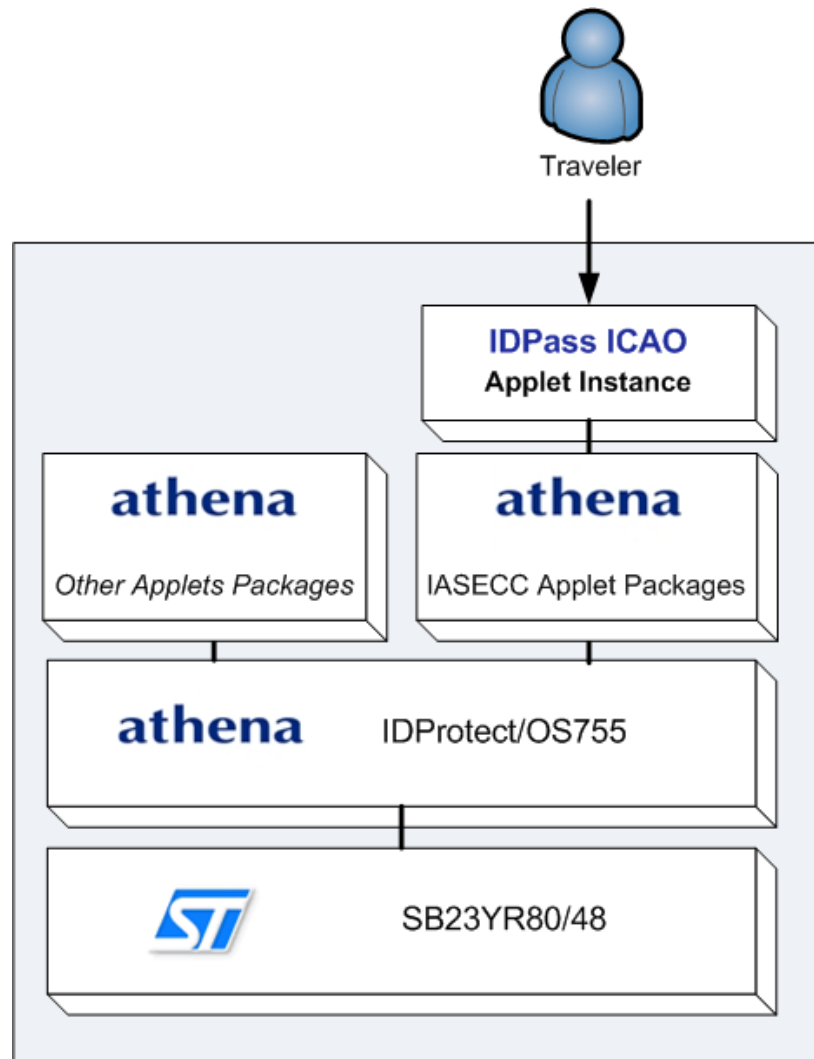 Traveler
IDPass ICAO
Applet Instance
athena
Other Applets Packages
athena
IASECC Applet Packages
athena
IDProtect/OS755
ST
SB23YR80/48